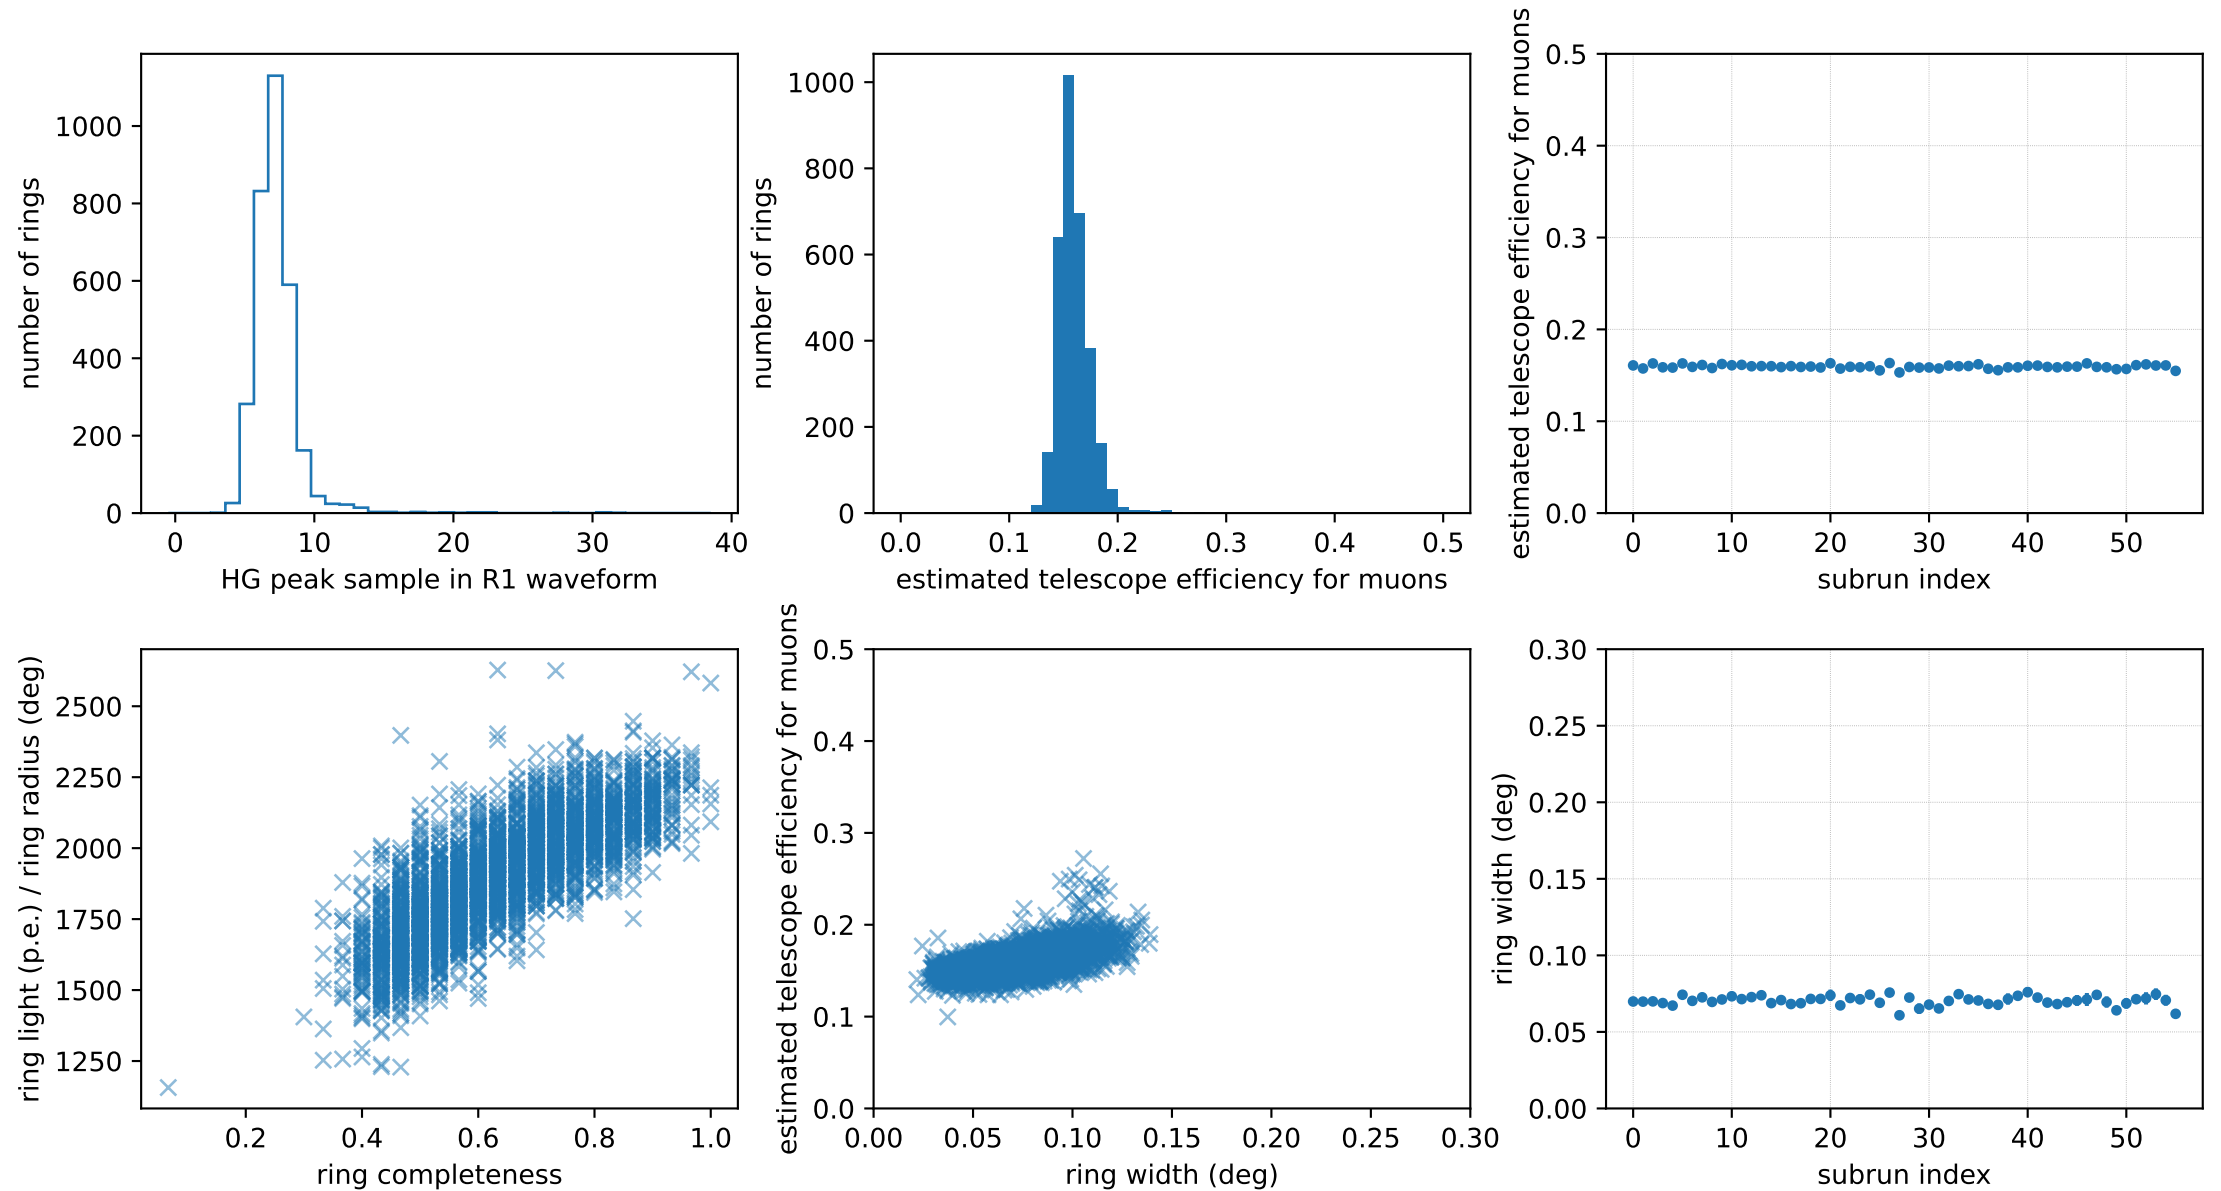 number of rings
1000
800
600
400
200
0
0 10 20 30 40
HG peak sample in R1 waveform
number of rings
1000
800
600
400
200
0
0.0 0.1 0.2 0.3 0.4 0.5
estimated telescope efficiency for muons
estimated telescope efficiency for muons
0.5
0.4
0.3
0.2
0.1
0.0
0 10 20 30 40 50
subrun index
ring light (p.e.) / ring radius (deg)
2500
2250
2000
1750
1500
1250
0.2 0.4 0.6 0.8 1.0
ring completeness
estimated telescope efficiency for muons
0.5
0.4
0.3
0.2
0.1
0.0
0.00 0.05 0.10 0.15 0.20 0.25 0.30
ring width (deg)
ring width (deg)
0.30
0.25
0.20
0.15
0.10
0.05
0.00
0 10 20 30 40 50
subrun index